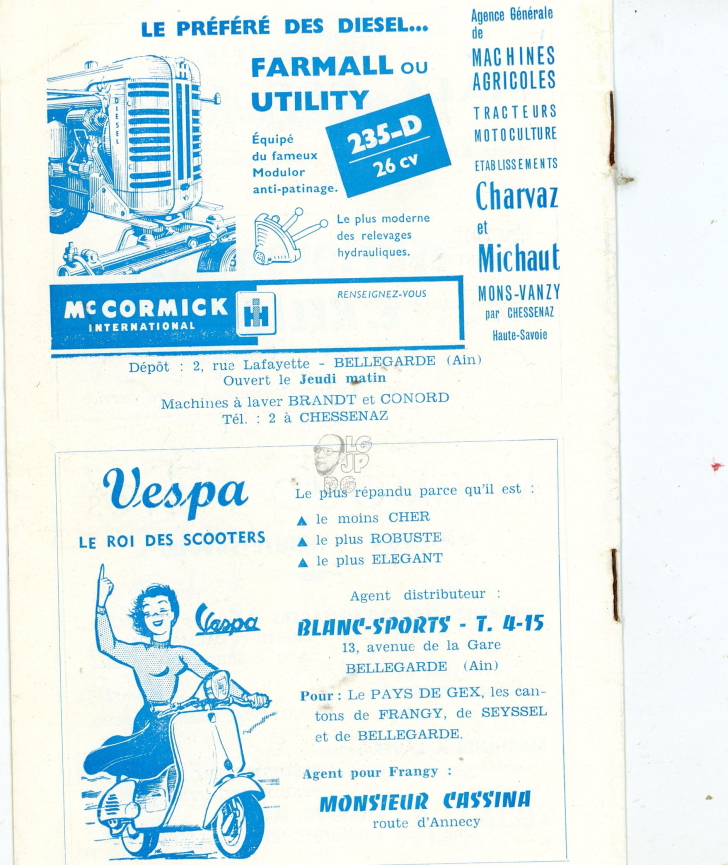 LE PRÉFÉRÉ DES DIESEL...
FARMALL OU
UTILITY
DIESEL
235-D
26 CV
Équipé
du fameux
Modulor
anti-patinage.
Le plus moderne
des relevages
hydrauliques.
MCCORMICK
INTERNATIONAL
IH
RENSEIGNEZ-VOUS
Agence Générale
de
MACHINES
AGRICOLES
TRACTEURS
MOTOCULTURE
ETABLISSEMENTS
Charvaz
et
Michaut
MONS-VANZY
par CHESSENAZ
Haute-Savoie
Dépôt : 2, rue Lafayette - BELLEGARDE (Ain)
Ouvert le Jeudi matin
Machines à laver BRANDT et CONORD
Tél. : 2 à CHESSENAZ
LG
JP
DG
Vespa
LE ROI DES SCOOTERS
Vespa
Le plus répandu parce qu'il est :
▲ le moins CHER
▲ le plus ROBUSTE
▲ le plus ELEGANT
Agent distributeur :
BLANC-SPORTS - T. 4-15
13, avenue de la Gare
BELLEGARDE (Ain)
Pour : Le PAYS DE GEX, les can-
tons de FRANGY, de SEYSSEL
et de BELLEGARDE.
Agent pour Frangy :
MONSIEUR CASSINA
route d'Annecy